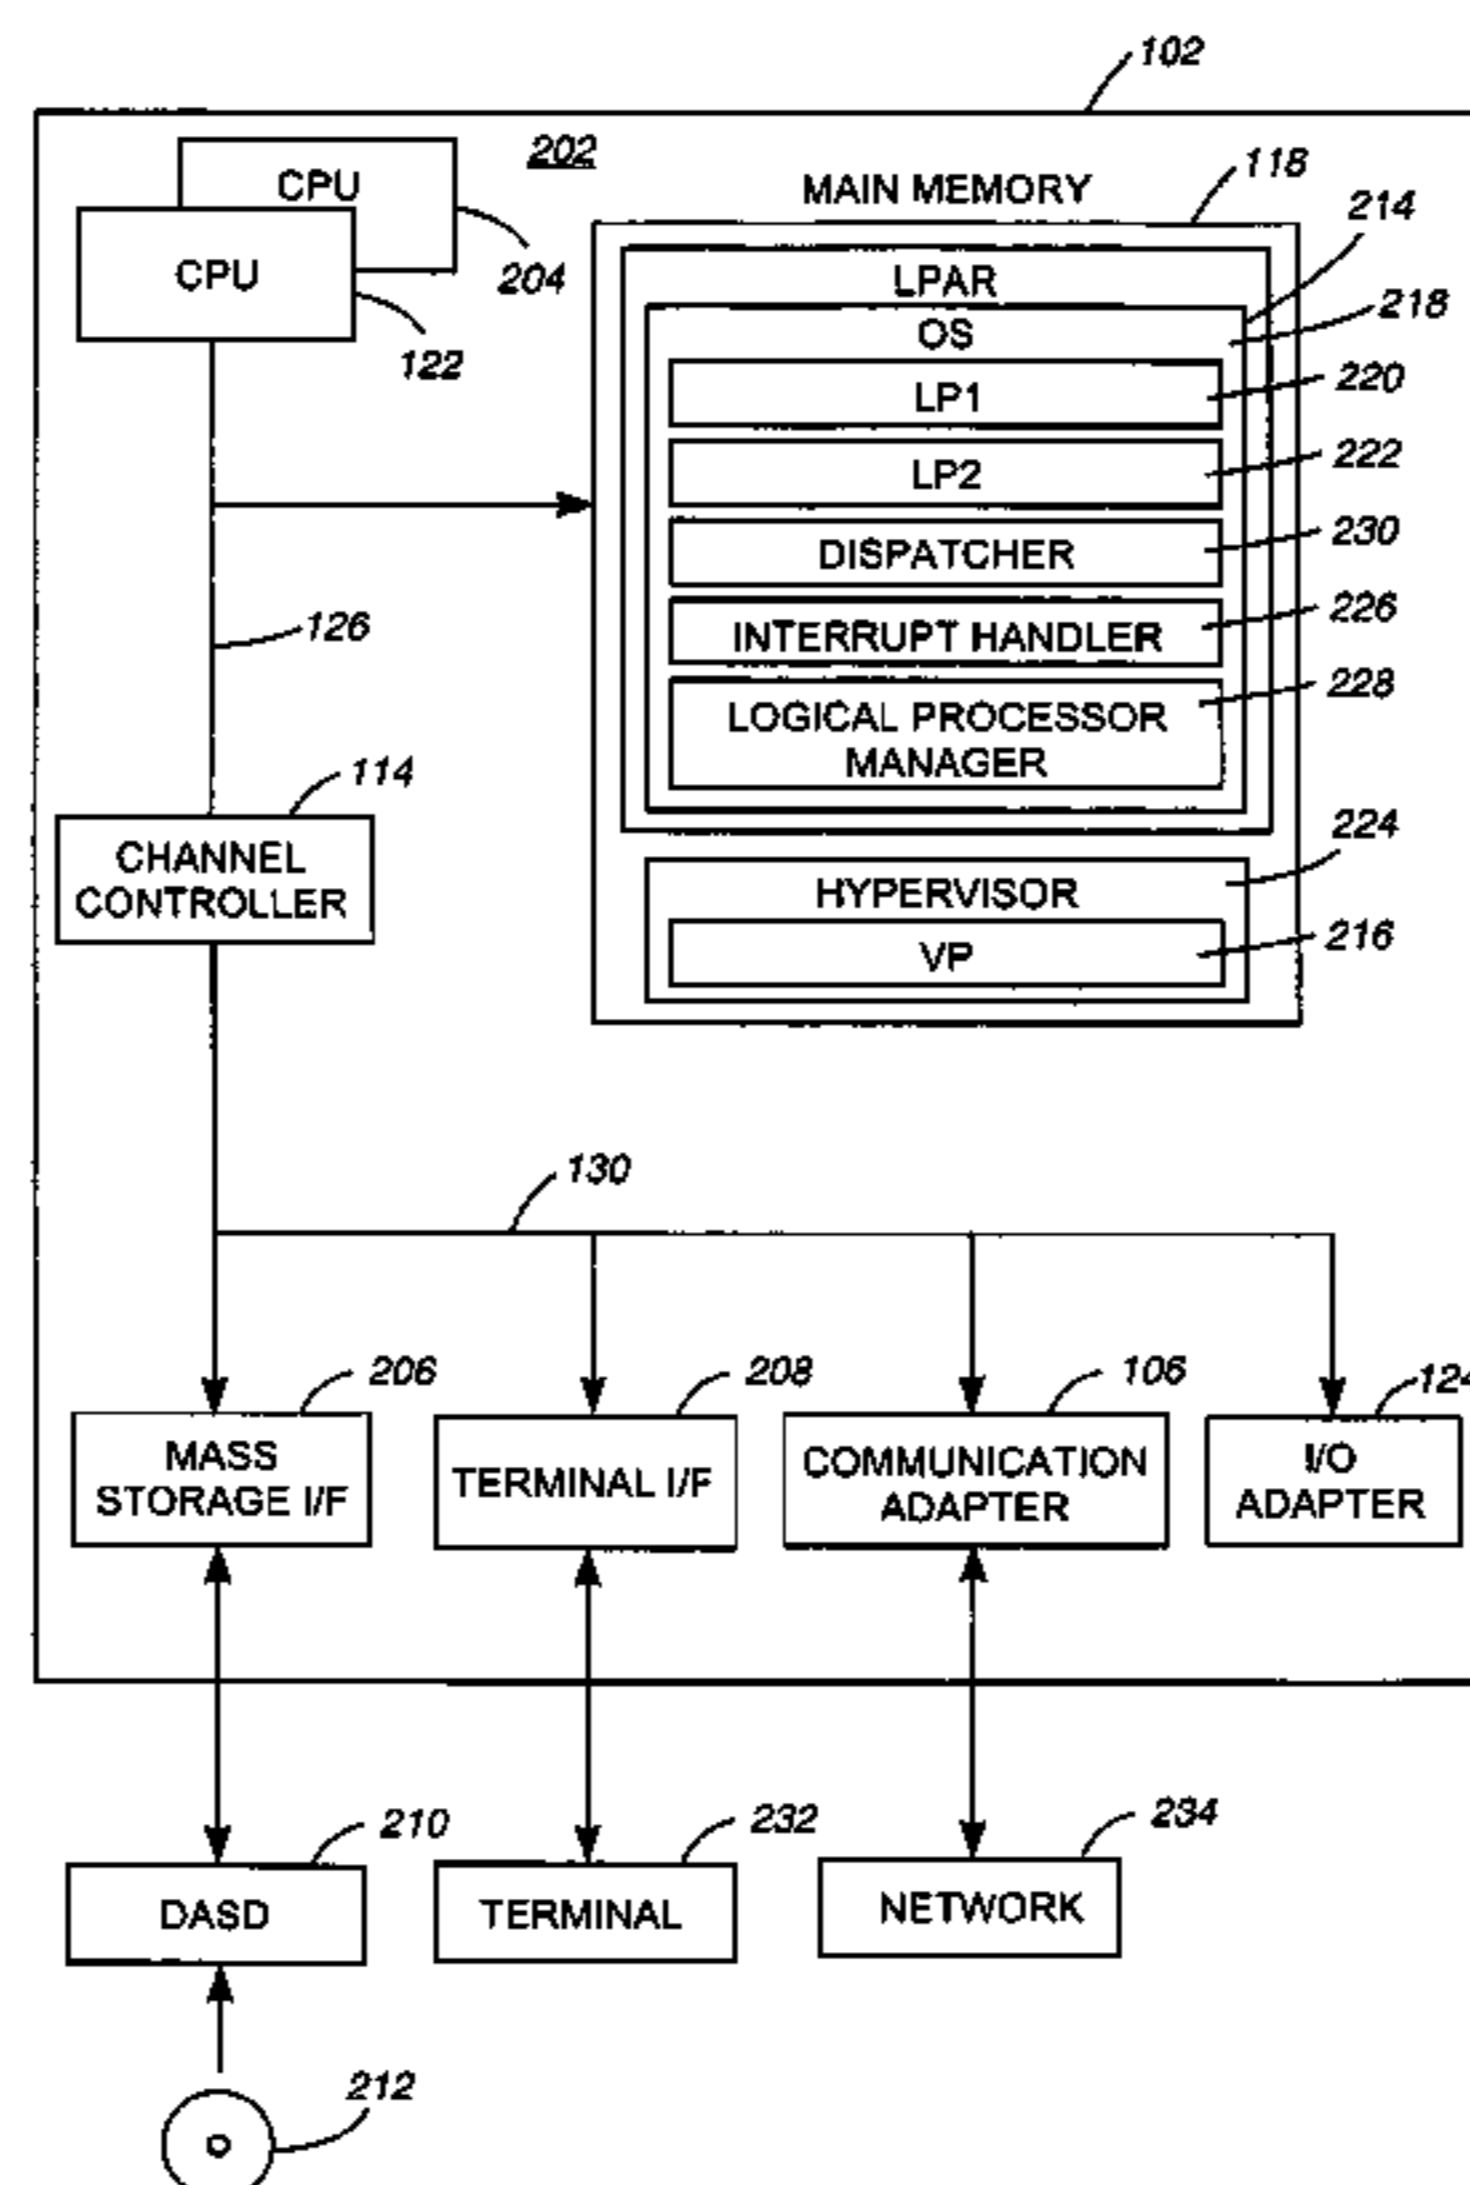 102
202
CPU
204
CPU
122
MAIN MEMORY
118
214
LPAR
OS
218
LP1
220
LP2
222
DISPATCHER
230
INTERRUPT HANDLER
226
LOGICAL PROCESSOR
MANAGER
228
126
114
CHANNEL
CONTROLLER
224
HYPERVISOR
VP
216
130
206
MASS
STORAGE I/F
208
TERMINAL I/F
106
COMMUNICATION
ADAPTER
124
I/O
ADAPTER
210
DASD
232
TERMINAL
234
NETWORK
212